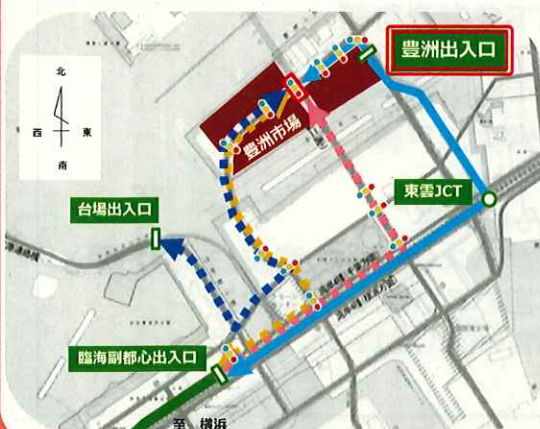 豊洲出入口
北
西 東
南
豊洲市場
東雲JCT
台場出入口
臨海副都心出入口
至 横浜